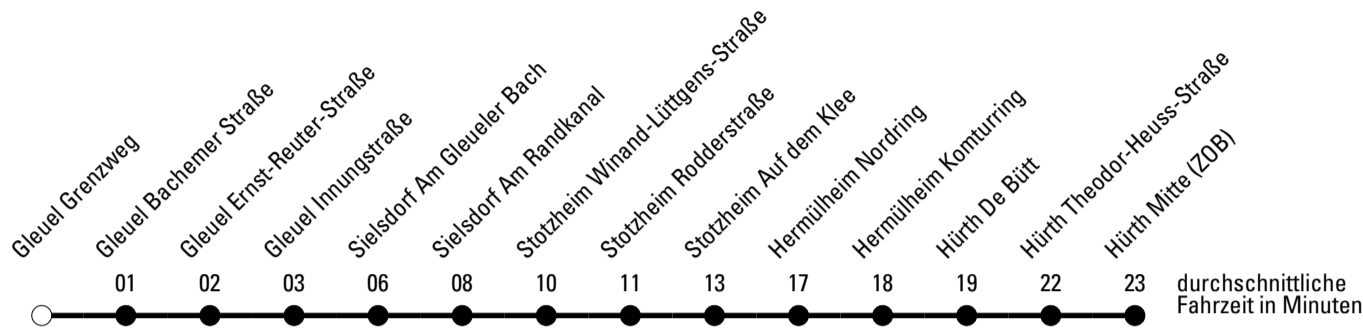 Gleuel Grenzweg
Gleuel Bachemer Straße
Gleuel Ernst-Reuter-Straße
Gleuel Innungstraße
Sielsdorf Am Gleueler Bach
Sielsdorf Am Randkanal
Stotzheim Winand-Lüttgens-Straße
Stotzheim Rodderstraße
Stotzheim Auf dem Klee
Hermülheim Nordring
Hermülheim Komturring
Hürth De Bütt
Hürth Theodor-Heuss-Straße
Hürth Mitte (ZOB)
01 02 03 06 08 10 11 13 17 18 19 22 23
durchschnittliche
Fahrzeit in Minuten